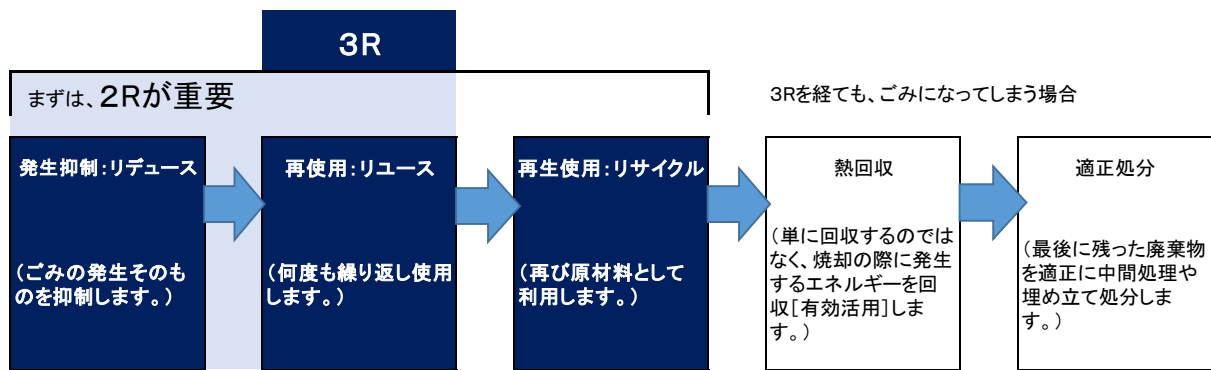 3R
まずは、2Rが重要
3Rを経ても、ごみになってしまう場合
発生抑制:リデュース
(ごみの発生そのも
のを抑制します。)
再使用:リユース
(何度も繰り返し使用
します。)
再生使用:リサイクル
(再び原材料として
利用します。)
熱回収
(単に回収するのでは
なく、焼却の際に発生
するエネルギーを回
収[有効活用]しま
す。)
適正処分
(最後に残った廃棄物
を適正に中間処理や
埋め立て処分しま
す。)